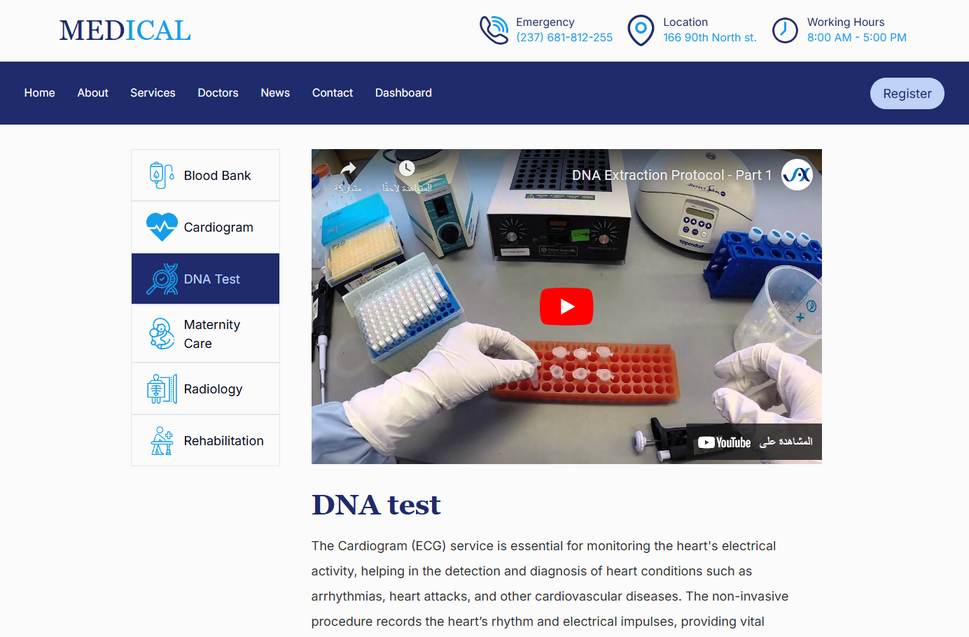 MEDICAL
Emergency
(237) 681-812-255
Location
166 90th North st.
Working Hours
8:00 AM - 5:00 PM
Home
About
Services
Doctors
News
Contact
Dashboard
Register
Blood Bank
Cardiogram
DNA Test
Maternity
Care
Radiology
Rehabilitation
مشاركة
المشاهدة لاحقًا
DNA Extraction Protocol - Part 1
المشاهدة على YouTube
DNA test
The Cardiogram (ECG) service is essential for monitoring the heart's electrical
activity, helping in the detection and diagnosis of heart conditions such as
arrhythmias, heart attacks, and other cardiovascular diseases. The non-invasive
procedure records the heart’s rhythm and electrical impulses, providing vital